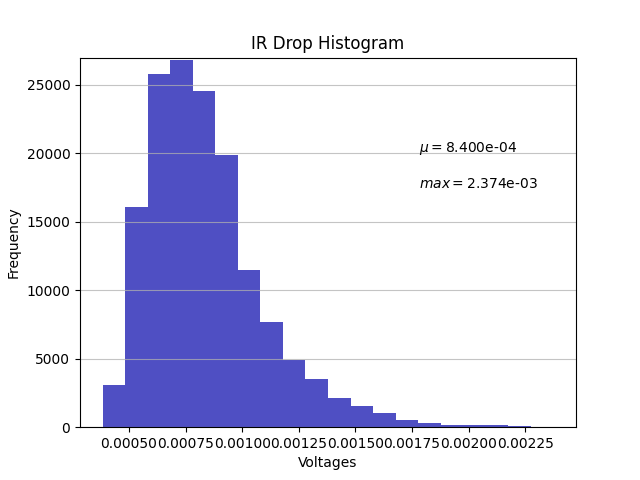 IR Drop Histogram
25000
20000
15000
10000
5000
0
Frequency
μ = 8.400e-04
max = 2.374e-03
0.00050 0.00075 0.00100 0.00125 0.00150 0.00175 0.00200 0.00225
Voltages